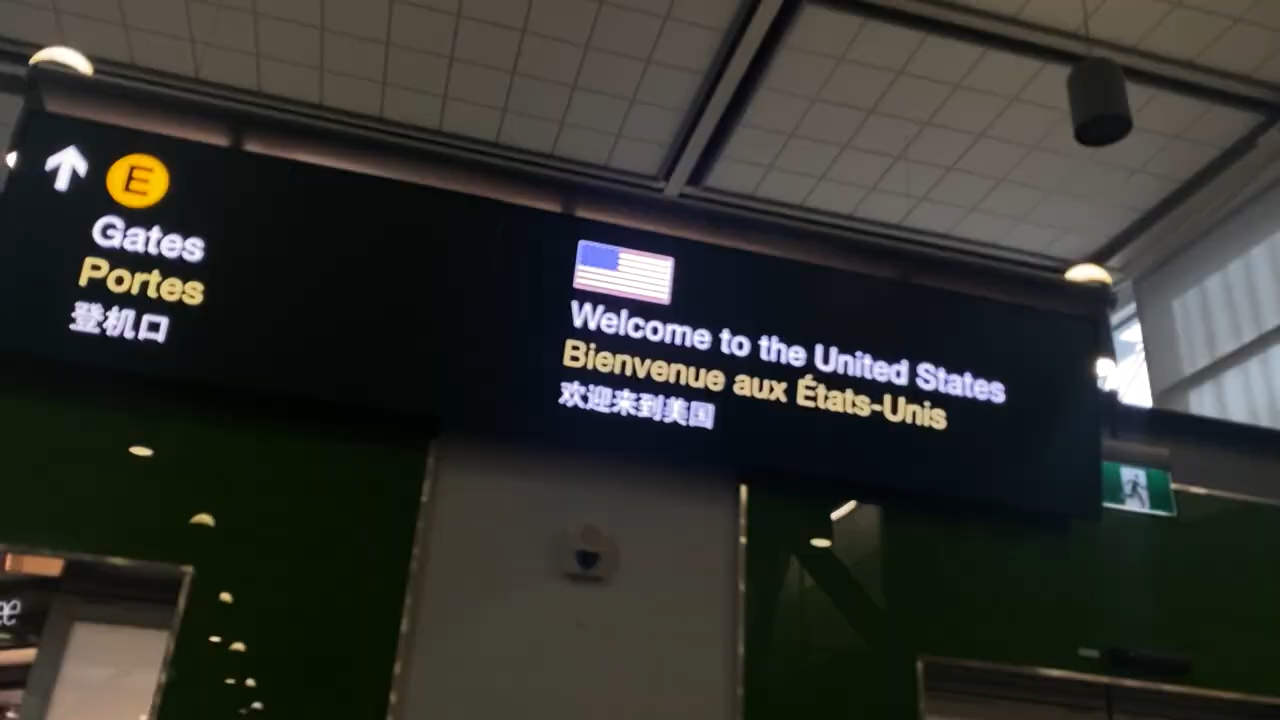 E
Gates
Portes
登机口
Welcome to the United States
Bienvenue aux États-Unis
欢迎来到美国